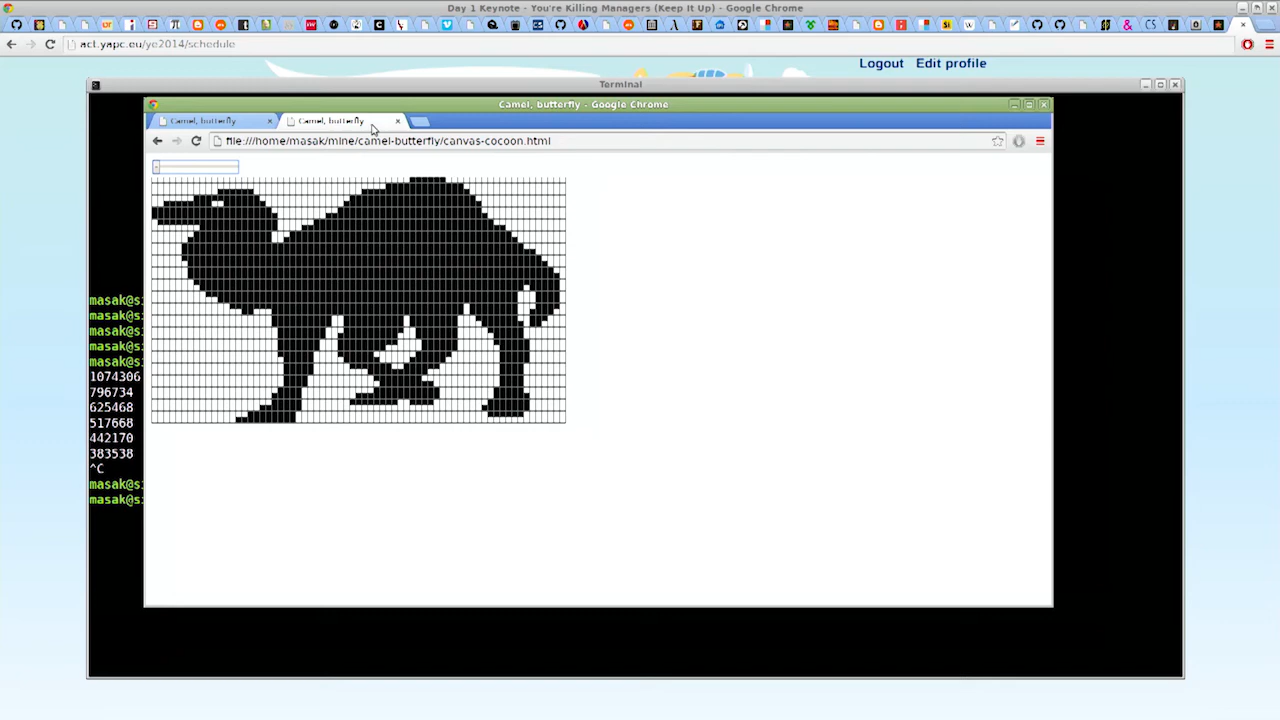 Day 1 Keynote - You're Killing Managers (Keep It Up) - Google Chrome
act.yapc.eu/ye2014/schedule
Logout Edit profile
Terminal
Camel, butterfly - Google Chrome
Camel, butterfly
Camel, butterfly
file:///home/masak/mine/camel-butterfly/canvas-cocoon.html
masak@s
masak@s
masak@s
masak@s
masak@s
1074306
796734
625468
517668
442170
383538
^C
masak@s
masak@s